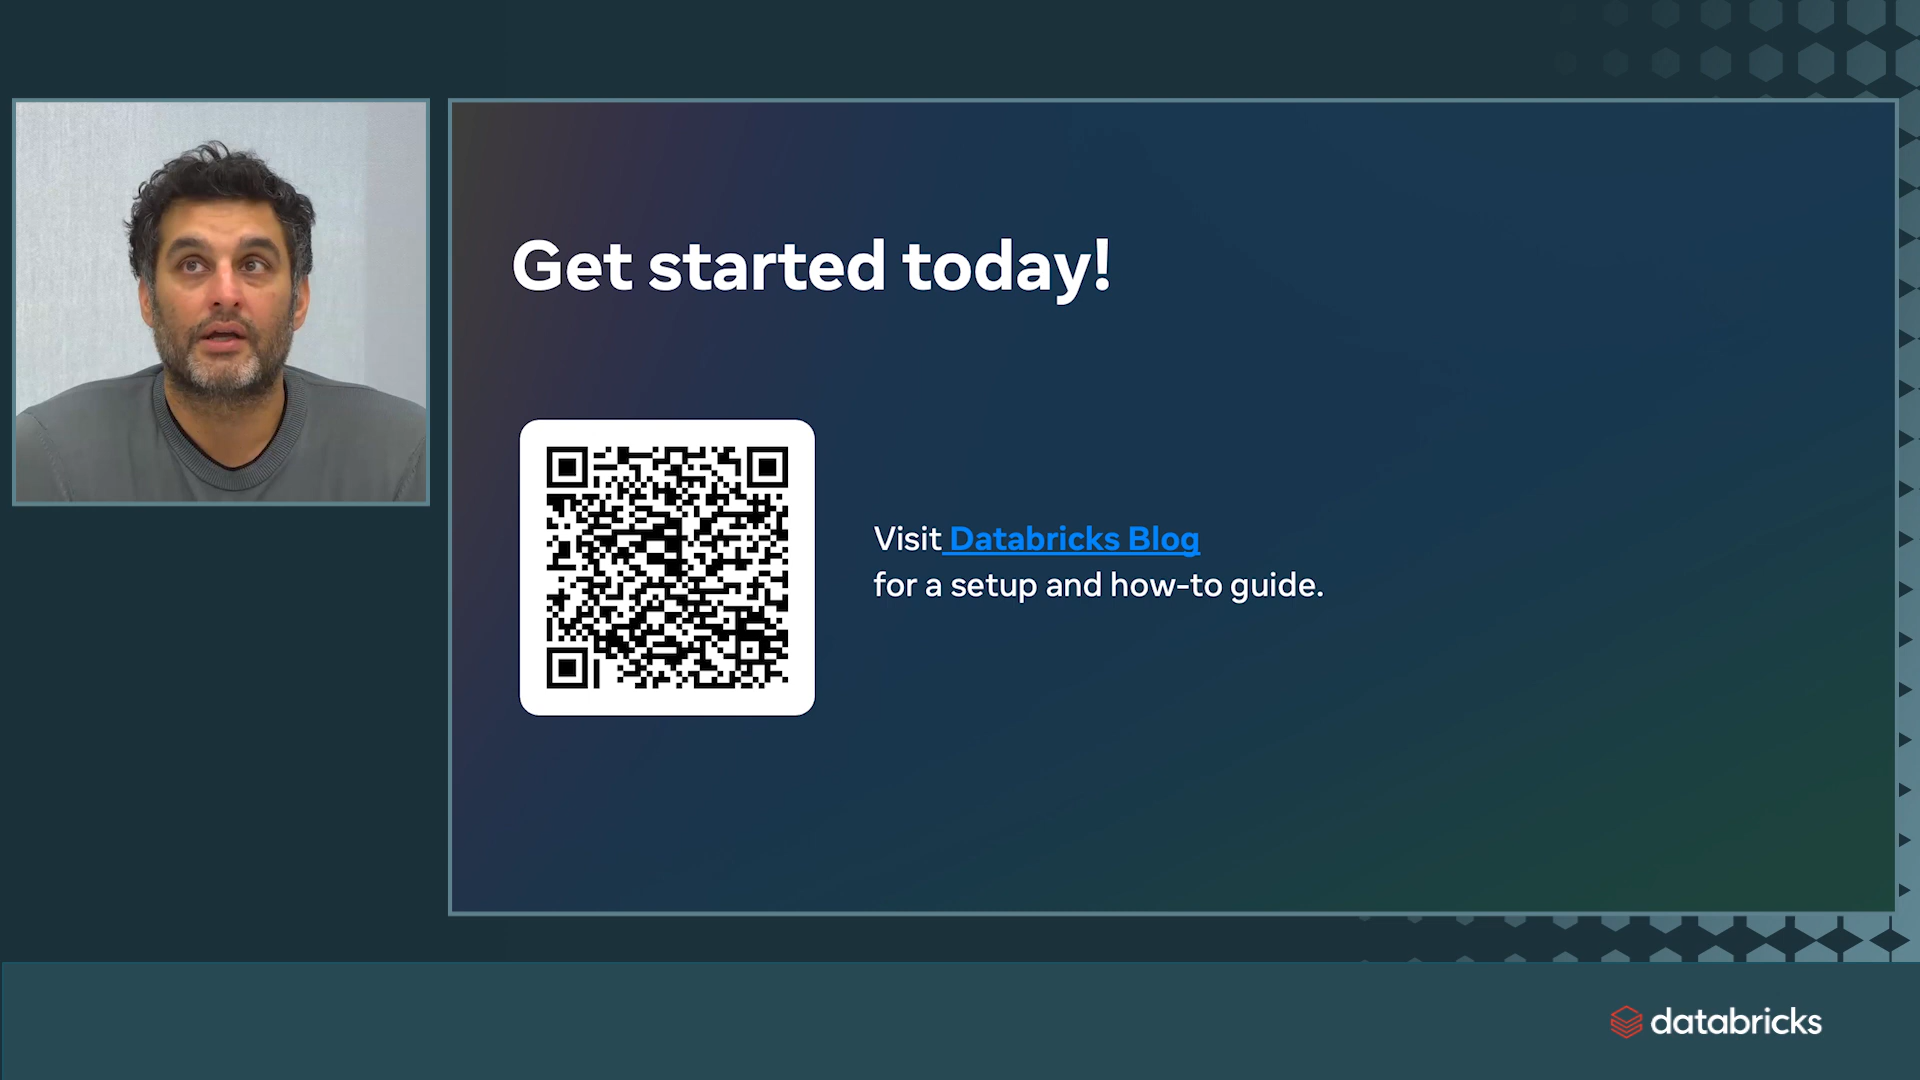 Get started today!
Visit Databricks Blog
for a setup and how-to guide.
databricks